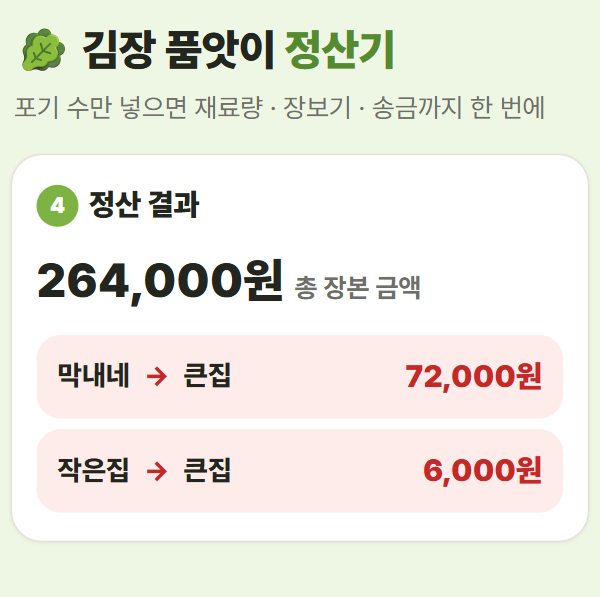 김장 품앗이 정산기
포기 수만 넣으면 재료량 · 장보기 · 송금까지 한 번에
4 정산 결과
264,000원 총 장본 금액
막내네 → 큰집 72,000원
작은집 → 큰집 6,000원